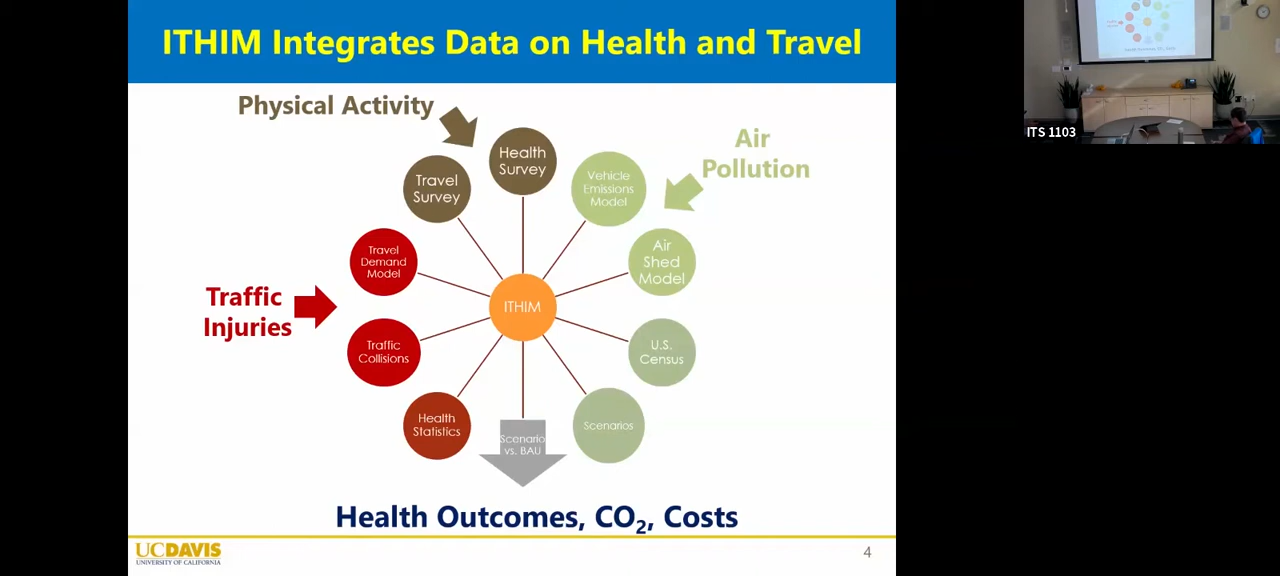 ITHIM Integrates Data on Health and Travel
Physical Activity
Air
Pollution
Health
Survey
Travel
Survey
Vehicle
Emissions
Model
Travel
Demand
Model
Air
Shed
Model
Traffic
Injuries
ITHIM
Traffic
Collisions
U.S.
Census
Health
Statistics
Scenario
vs. BAU
Scenarios
Health Outcomes, CO₂, Costs
UCDAVIS
UNIVERSITY OF CALIFORNIA
4
ITS 1103